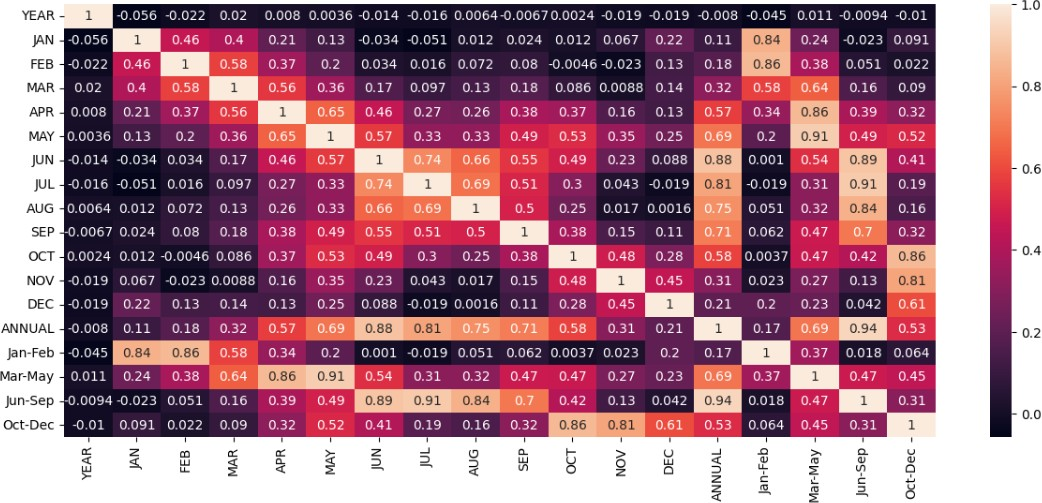 YEAR 1 -0.056 -0.022 0.02 0.008 0.0036 -0.014 -0.016 0.0064 -0.0067 0.0024 -0.019 -0.019 -0.008 -0.045 0.011 -0.0094 -0.01 1.0
JAN -0.056 1 0.46 0.4 0.21 0.13 -0.034 -0.051 0.012 0.024 0.012 0.067 0.22 0.11 0.84 0.24 -0.023 0.091
FEB -0.022 0.46 1 0.58 0.37 0.2 0.034 0.016 0.072 0.08 -0.0046 -0.023 0.13 0.18 0.86 0.38 0.051 0.022
MAR 0.02 0.4 0.58 1 0.56 0.36 0.17 0.097 0.13 0.18 0.086 0.0088 0.14 0.32 0.58 0.64 0.16 0.09 0.8
APR 0.008 0.21 0.37 0.56 1 0.65 0.46 0.27 0.26 0.38 0.37 0.16 0.13 0.57 0.34 0.86 0.39 0.32
MAY 0.0036 0.13 0.2 0.36 0.65 1 0.57 0.33 0.33 0.49 0.53 0.35 0.25 0.69 0.2 0.91 0.49 0.52
JUN -0.014 -0.034 0.034 0.17 0.46 0.57 1 0.74 0.66 0.55 0.49 0.23 0.088 0.88 0.001 0.54 0.89 0.41 0.6
JUL -0.016 -0.051 0.016 0.097 0.27 0.33 0.74 1 0.69 0.51 0.3 0.043 -0.019 0.81 -0.019 0.31 0.91 0.19
AUG 0.0064 0.012 0.072 0.13 0.26 0.33 0.66 0.69 1 0.5 0.25 0.017 0.0016 0.75 0.051 0.32 0.84 0.16
SEP -0.0067 0.024 0.08 0.18 0.38 0.49 0.55 0.51 0.5 1 0.38 0.15 0.11 0.71 0.062 0.47 0.7 0.32
OCT 0.0024 0.012 -0.0046 0.086 0.37 0.53 0.49 0.3 0.25 0.38 1 0.48 0.28 0.58 0.0037 0.47 0.42 0.86 0.4
NOV -0.019 0.067 -0.023 0.0088 0.16 0.35 0.23 0.043 0.017 0.15 0.48 1 0.45 0.31 0.023 0.27 0.13 0.81
DEC -0.019 0.22 0.13 0.14 0.13 0.25 0.088 -0.019 0.0016 0.11 0.28 0.45 1 0.21 0.2 0.23 0.042 0.61
ANNUAL -0.008 0.11 0.18 0.32 0.57 0.69 0.88 0.81 0.75 0.71 0.58 0.31 0.21 1 0.17 0.69 0.94 0.53 0.2
Jan-Feb -0.045 0.84 0.86 0.58 0.34 0.2 0.001 -0.019 0.051 0.062 0.0037 0.023 0.2 0.17 1 0.37 0.018 0.064
Mar-May 0.011 0.24 0.38 0.64 0.86 0.91 0.54 0.31 0.32 0.47 0.47 0.27 0.23 0.69 0.37 1 0.47 0.45
Jun-Sep -0.0094 -0.023 0.051 0.16 0.39 0.49 0.89 0.91 0.84 0.7 0.42 0.13 0.042 0.94 0.018 0.47 1 0.31
Oct-Dec -0.01 0.091 0.022 0.09 0.32 0.52 0.41 0.19 0.16 0.32 0.86 0.81 0.61 0.53 0.064 0.45 0.31 1 0.0
YEAR JAN FEB MAR APR MAY JUN JUL AUG SEP OCT NOV DEC ANNUAL Jan-Feb Mar-May Jun-Sep Oct-Dec